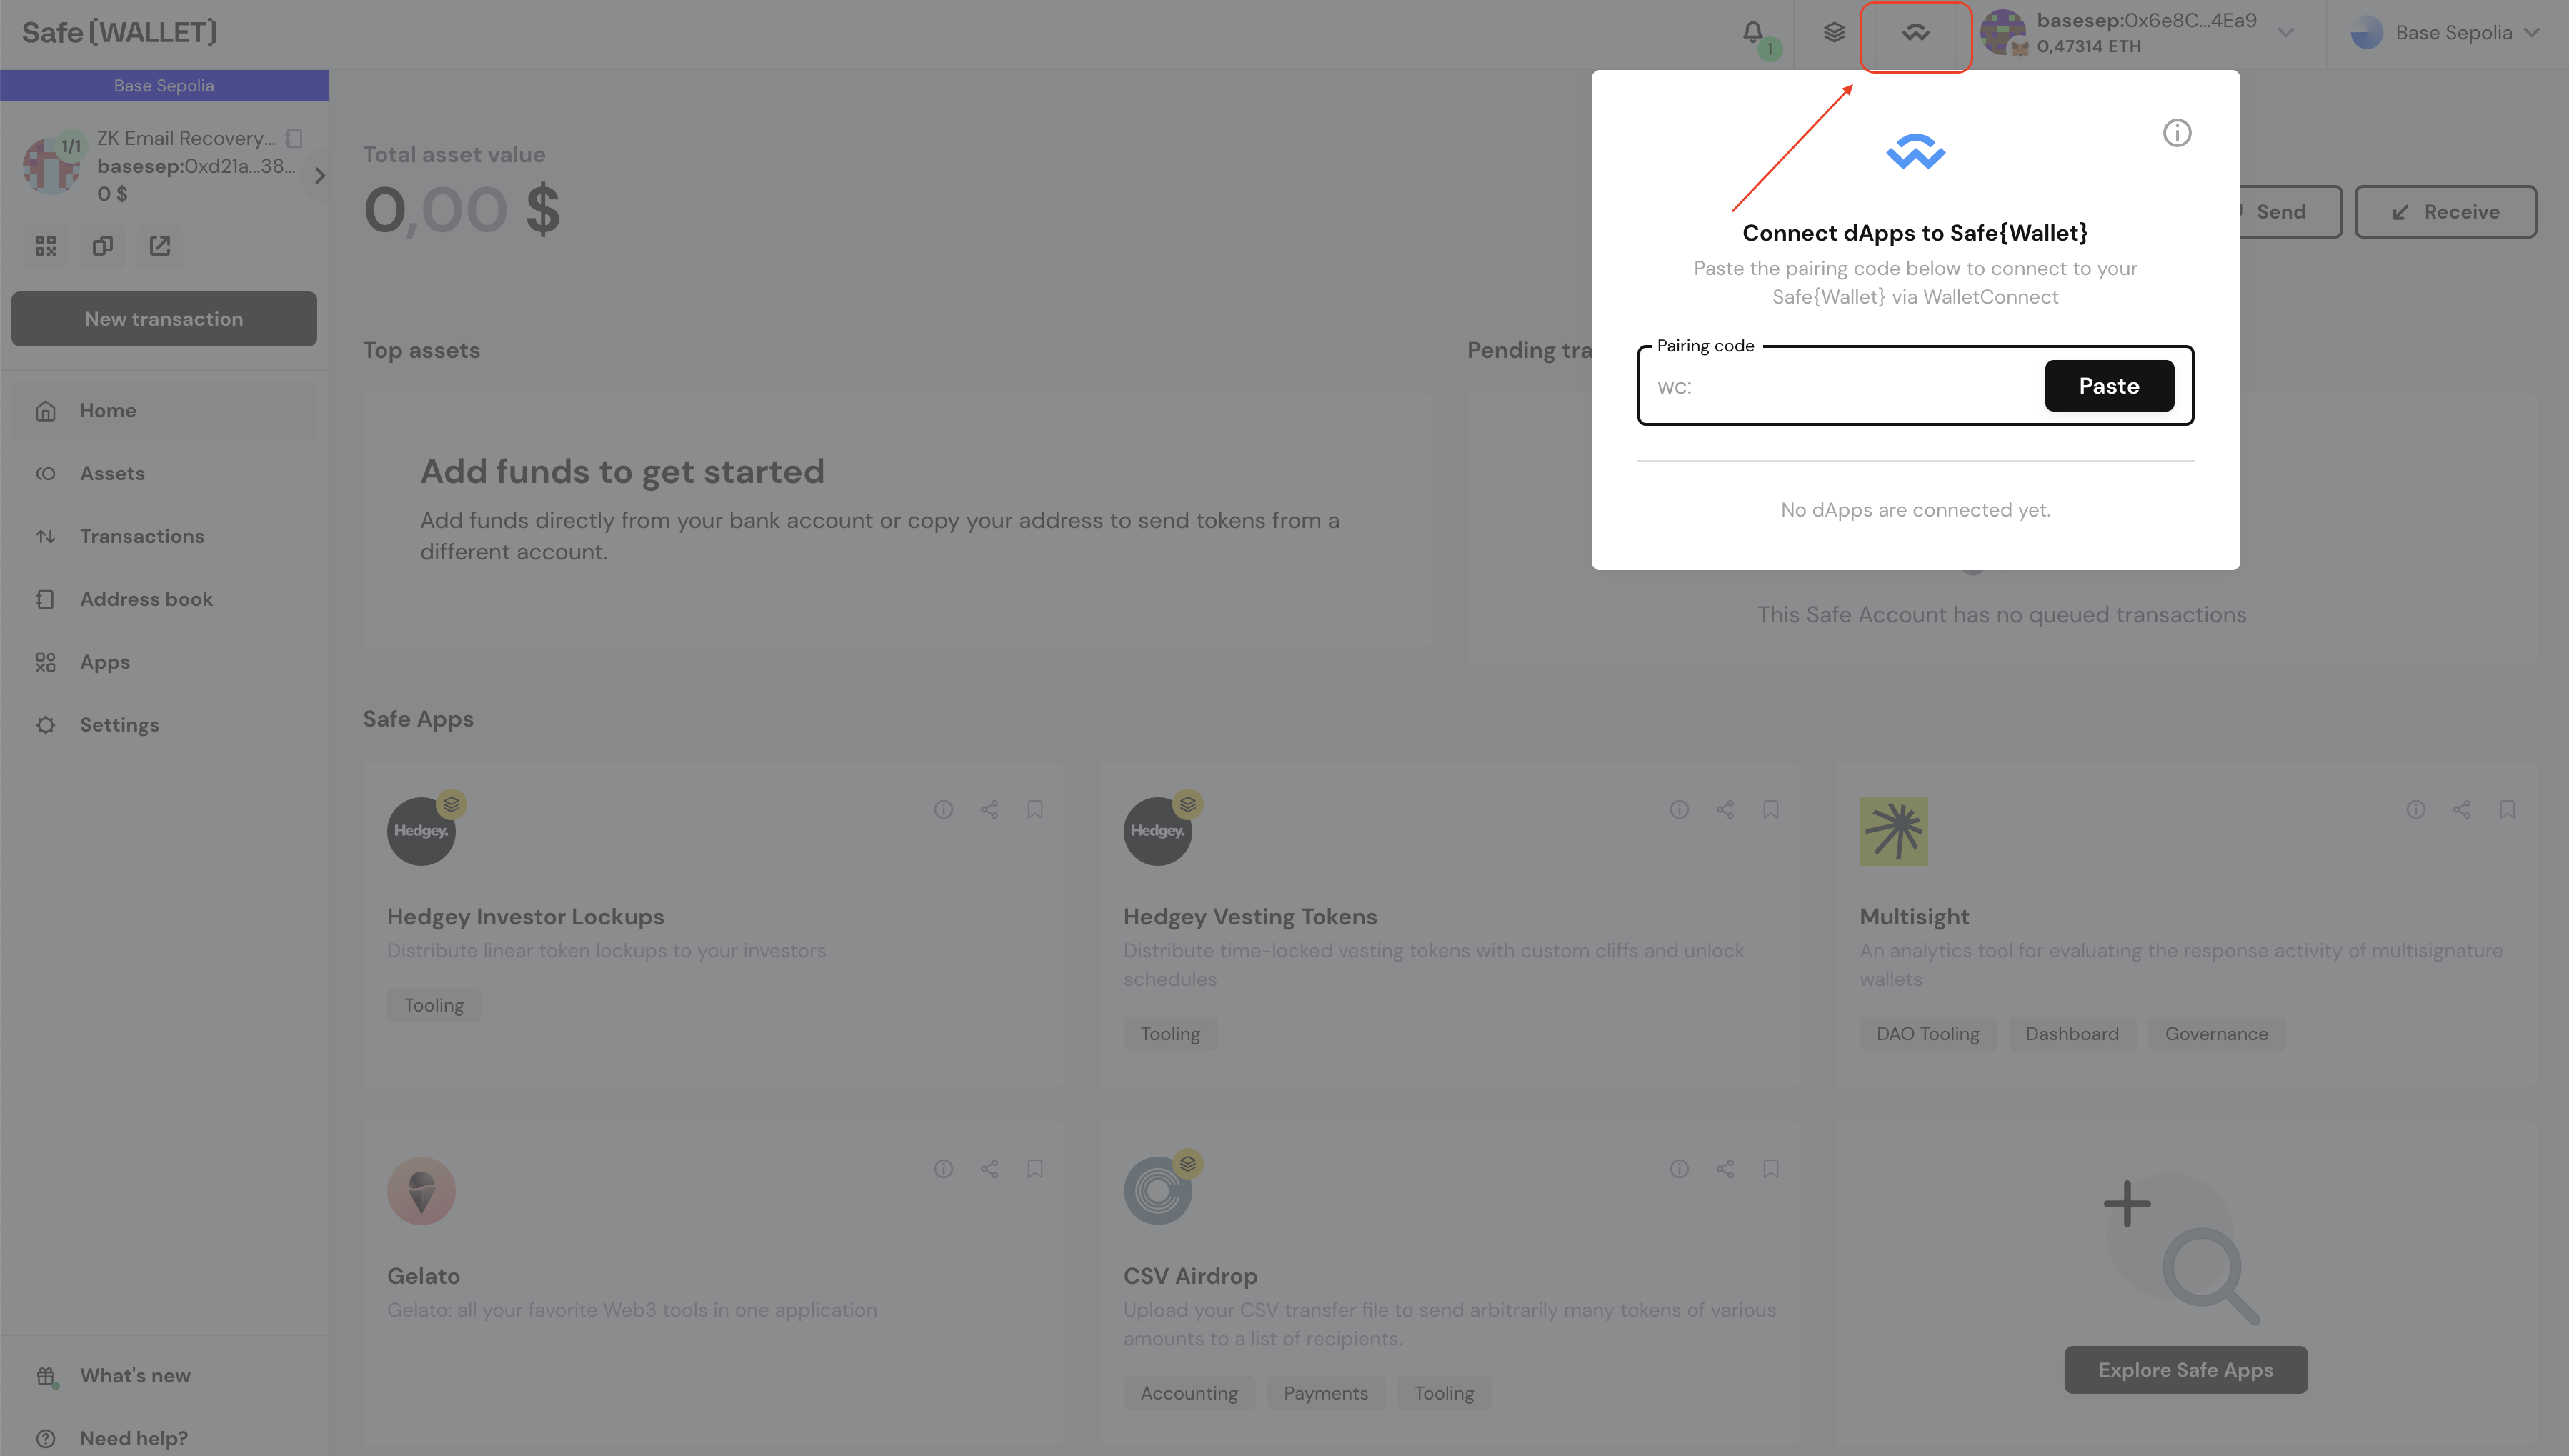 Safe{WALLET}
1
basesep:0x6e8C...4Ea9
0,47314 ETH
Base Sepolia
Base Sepolia
1/1
ZK Email Recovery...
basesep:0xd21a...38...
0 $
New transaction
Home
Assets
Transactions
Address book
Apps
Settings
What's new
Need help?
Total asset value
0,00 $
Send
Receive
Top assets
Add funds to get started
Add funds directly from your bank account or copy your address to send tokens from a
different account.
Pending tra
This Safe Account has no queued transactions
Connect dApps to Safe{Wallet}
Paste the pairing code below to connect to your
Safe{Wallet} via WalletConnect
Pairing code
wc:
Paste
No dApps are connected yet.
Safe Apps
Hedgey.
Hedgey Investor Lockups
Distribute linear token lockups to your investors
Tooling
Hedgey.
Hedgey Vesting Tokens
Distribute time-locked vesting tokens with custom cliffs and unlock
schedules
Tooling
Multisight
An analytics tool for evaluating the response activity of multisignature
wallets
DAO Tooling
Dashboard
Governance
Gelato
Gelato: all your favorite Web3 tools in one application
CSV Airdrop
Upload your CSV transfer file to send arbitrarily many tokens of various
amounts to a list of recipients.
Accounting
Payments
Tooling
Explore Safe Apps